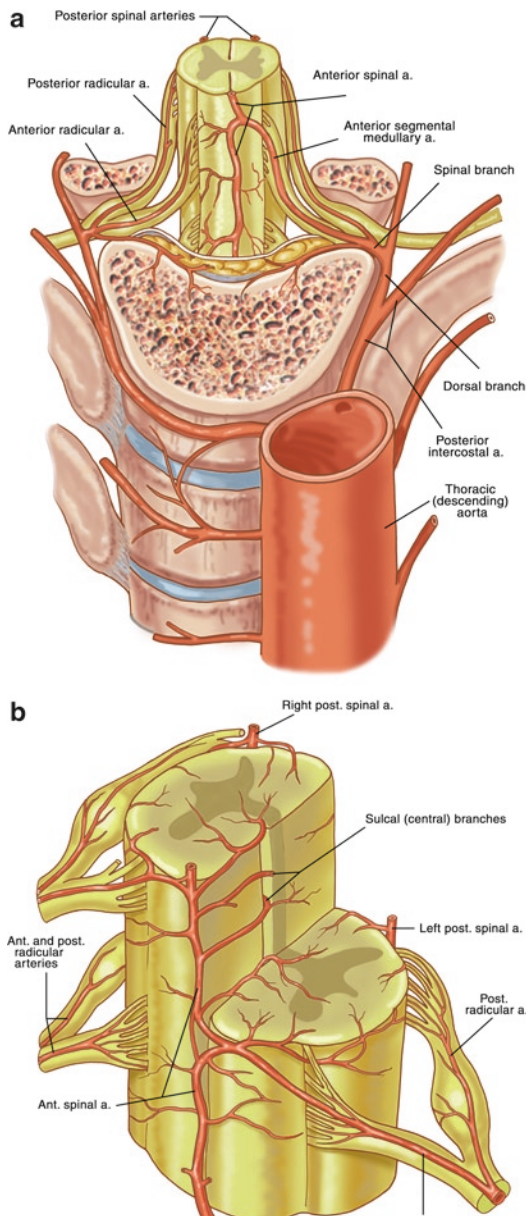 a
Posterior spinal arteries
Posterior radicular a.
Anterior spinal a.
Anterior radicular a.
Anterior segmental
medullary a.
Spinal branch
Dorsal branch
Posterior
intercostal a.
Thoracic
(descending)
aorta
b
Right post. spinal a.
Sulcal (central) branches
Left post. spinal a.
Ant. and post.
radicular
arteries
Post.
radicular a.
Ant. spinal a.